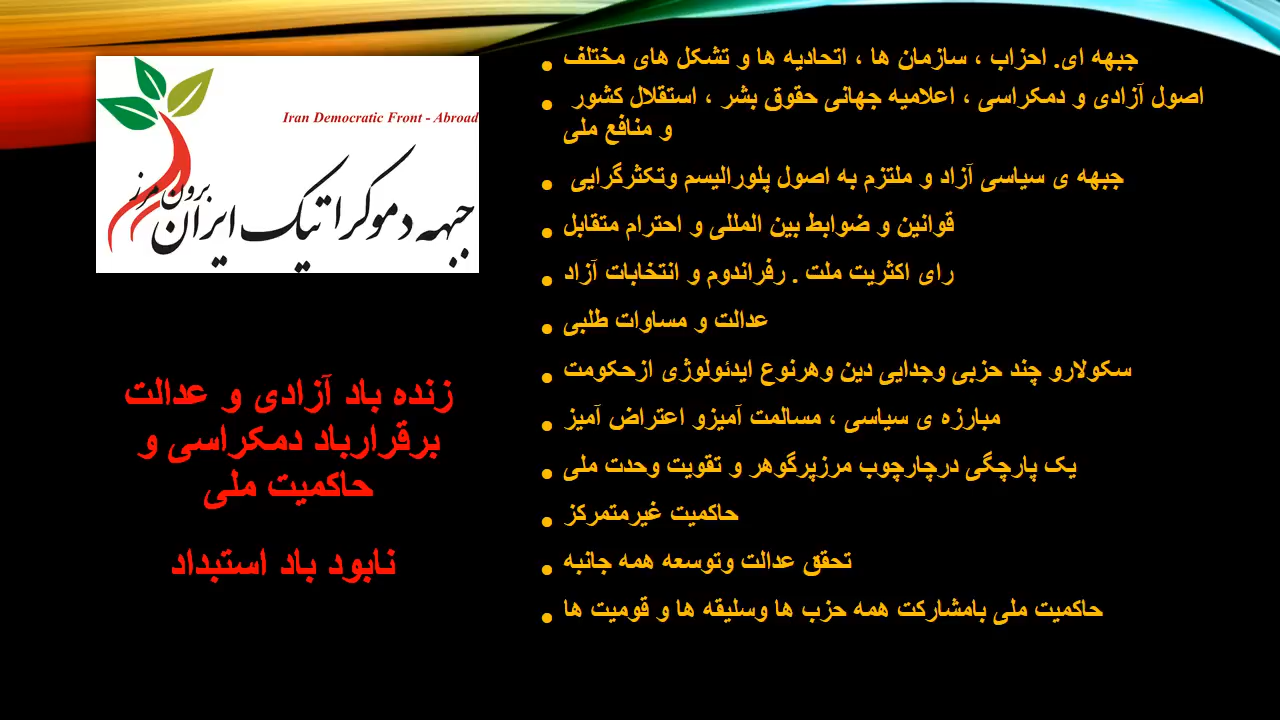 Iran Democratic Front - Abroad
جبهه دموکراتیک ایران
برون مرز
زنده باد آزادی و عدالت
برقرارباد دمکراسی و
حاکمیت ملی
نابود باد استبداد
• جبهه ای. احزاب ، سازمان ها ، اتحادیه ها و تشکل های مختلف
• اصول آزادی و دمکراسی ، اعلامیه جهانی حقوق بشر ، استقلال کشور
و منافع ملی
• جبهه ی سیاسی آزاد و ملتزم به اصول پلورالیسم وتکثرگرایی
• قوانین و ضوابط بین المللی و احترام متقابل
• رای اکثریت ملت . رفراندوم و انتخابات آزاد
• عدالت و مساوات طلبی
• سکولارو چند حزبی وجدایی دین وهرنوع ایدئولوژی ازحکومت
• مبارزه ی سیاسی ، مسالمت آمیزو اعتراض آمیز
• یک پارچگی درچارچوب مرزپرگوهر و تقویت وحدت ملی
• حاکمیت غیرمتمرکز
• تحقق عدالت وتوسعه همه جانبه
• حاکمیت ملی بامشارکت همه حزب ها وسلیقه ها و قومیت ها